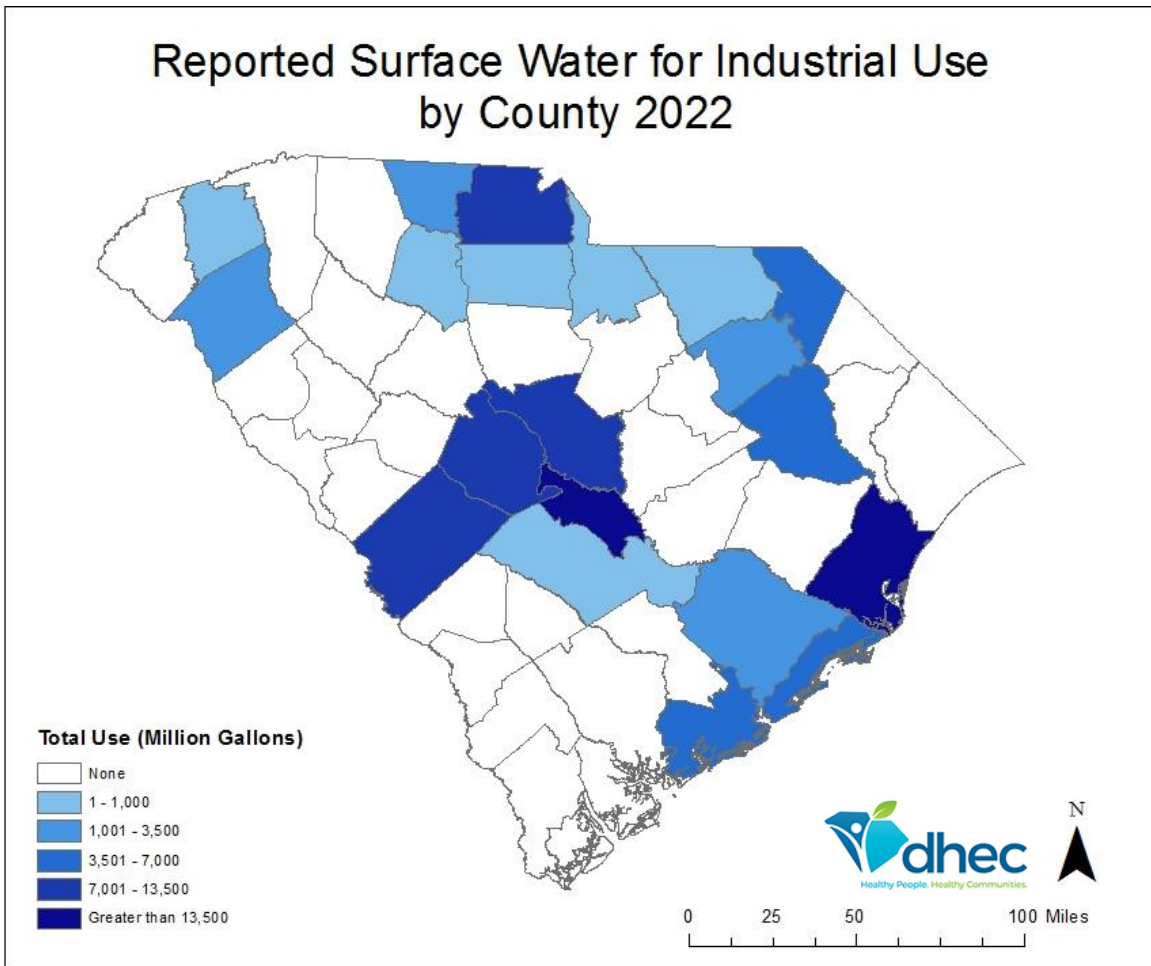 Reported Surface Water for Industrial Use
by County 2022
Total Use (Million Gallons)
None
1 - 1,000
1,001 - 3,500
3,501 - 7,000
7,001 - 13,500
Greater than 13,500
dhec
Healthy People. Healthy Communities.
N
0 25 50 100 Miles